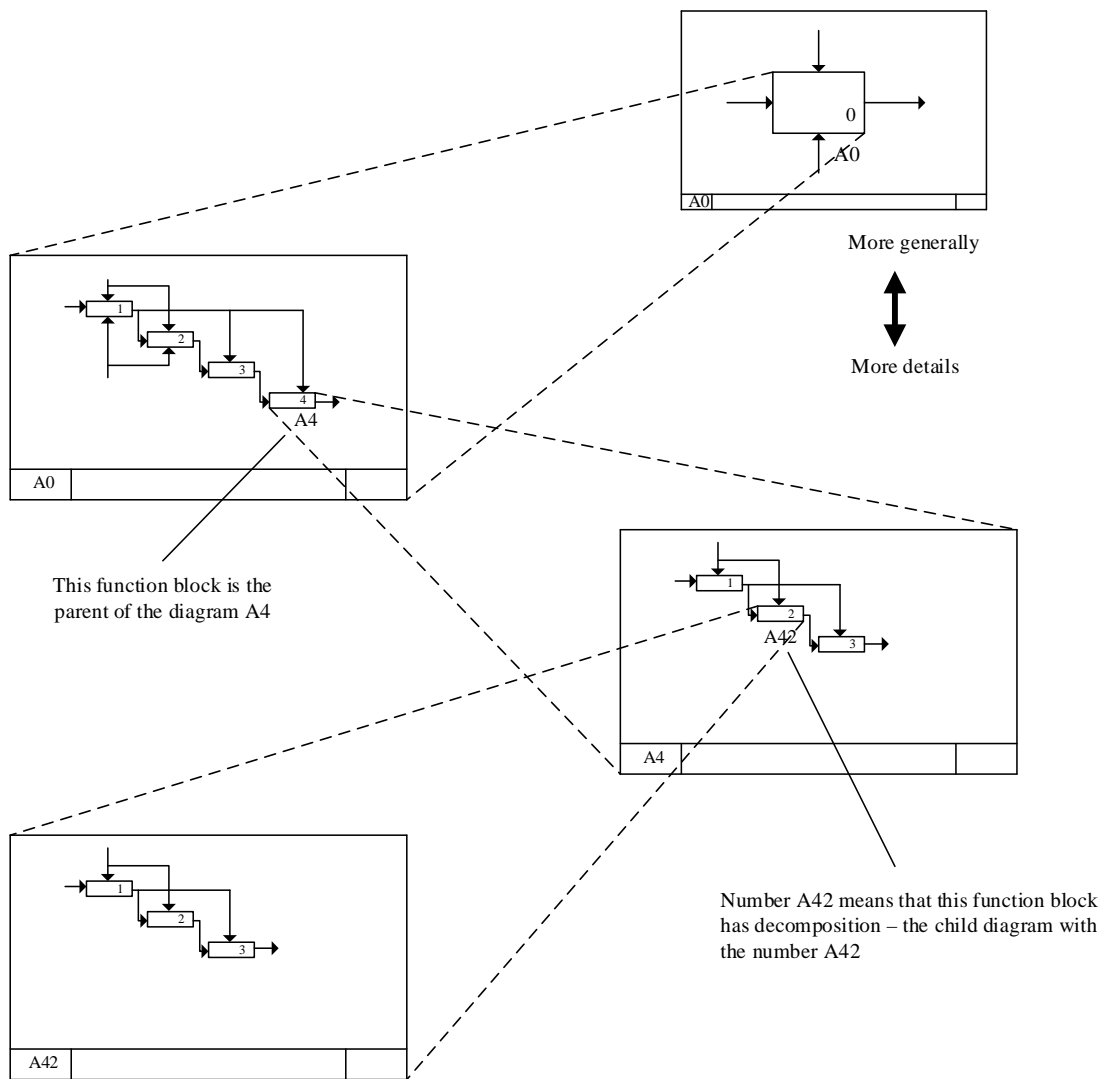 0
A0
A0
More generally
More details
1
2
3
4
A4
A0
This function block is the
parent of the diagram A4
1
2
A42
3
A4
Number A42 means that this function block
has decomposition – the child diagram with
the number A42
1
2
3
A42